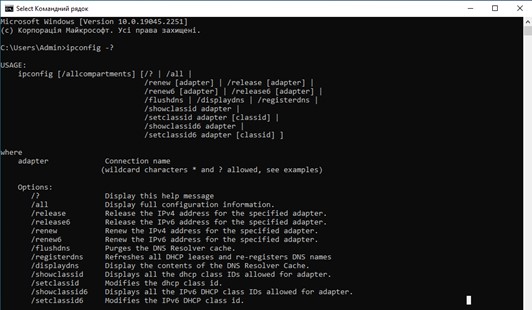 Select Командний рядок
Microsoft Windows [Version 10.0.19045.2251]
(c) Корпорація Майкрософт. Усі права захищені.
C:\Users\Admin>ipconfig -?
USAGE:
ipconfig [/allcompartments] [/? | /all |
/renew [adapter] | /release [adapter] |
/renew6 [adapter] | /release6 [adapter] |
/flushdns | /displaydns | /registerdns |
/showclassid adapter |
/setclassid adapter [classid] |
/showclassid6 adapter |
/setclassid6 adapter [classid] ]
where
adapter Connection name
(wildcard characters * and ? allowed, see examples)
Options:
/? Display this help message
/all Display full configuration information.
/release Release the IPv4 address for the specified adapter.
/release6 Release the IPv6 address for the specified adapter.
/renew Renew the IPv4 address for the specified adapter.
/renew6 Renew the IPv6 address for the specified adapter.
/flushdns Purges the DNS Resolver cache.
/registerdns Refreshes all DHCP leases and re-registers DNS names
/displaydns Display the contents of the DNS Resolver Cache.
/showclassid Displays all the dhcp class IDs allowed for adapter.
/setclassid Modifies the dhcp class id.
/showclassid6 Displays all the IPv6 DHCP class IDs allowed for adapter.
/setclassid6 Modifies the IPv6 DHCP class id.